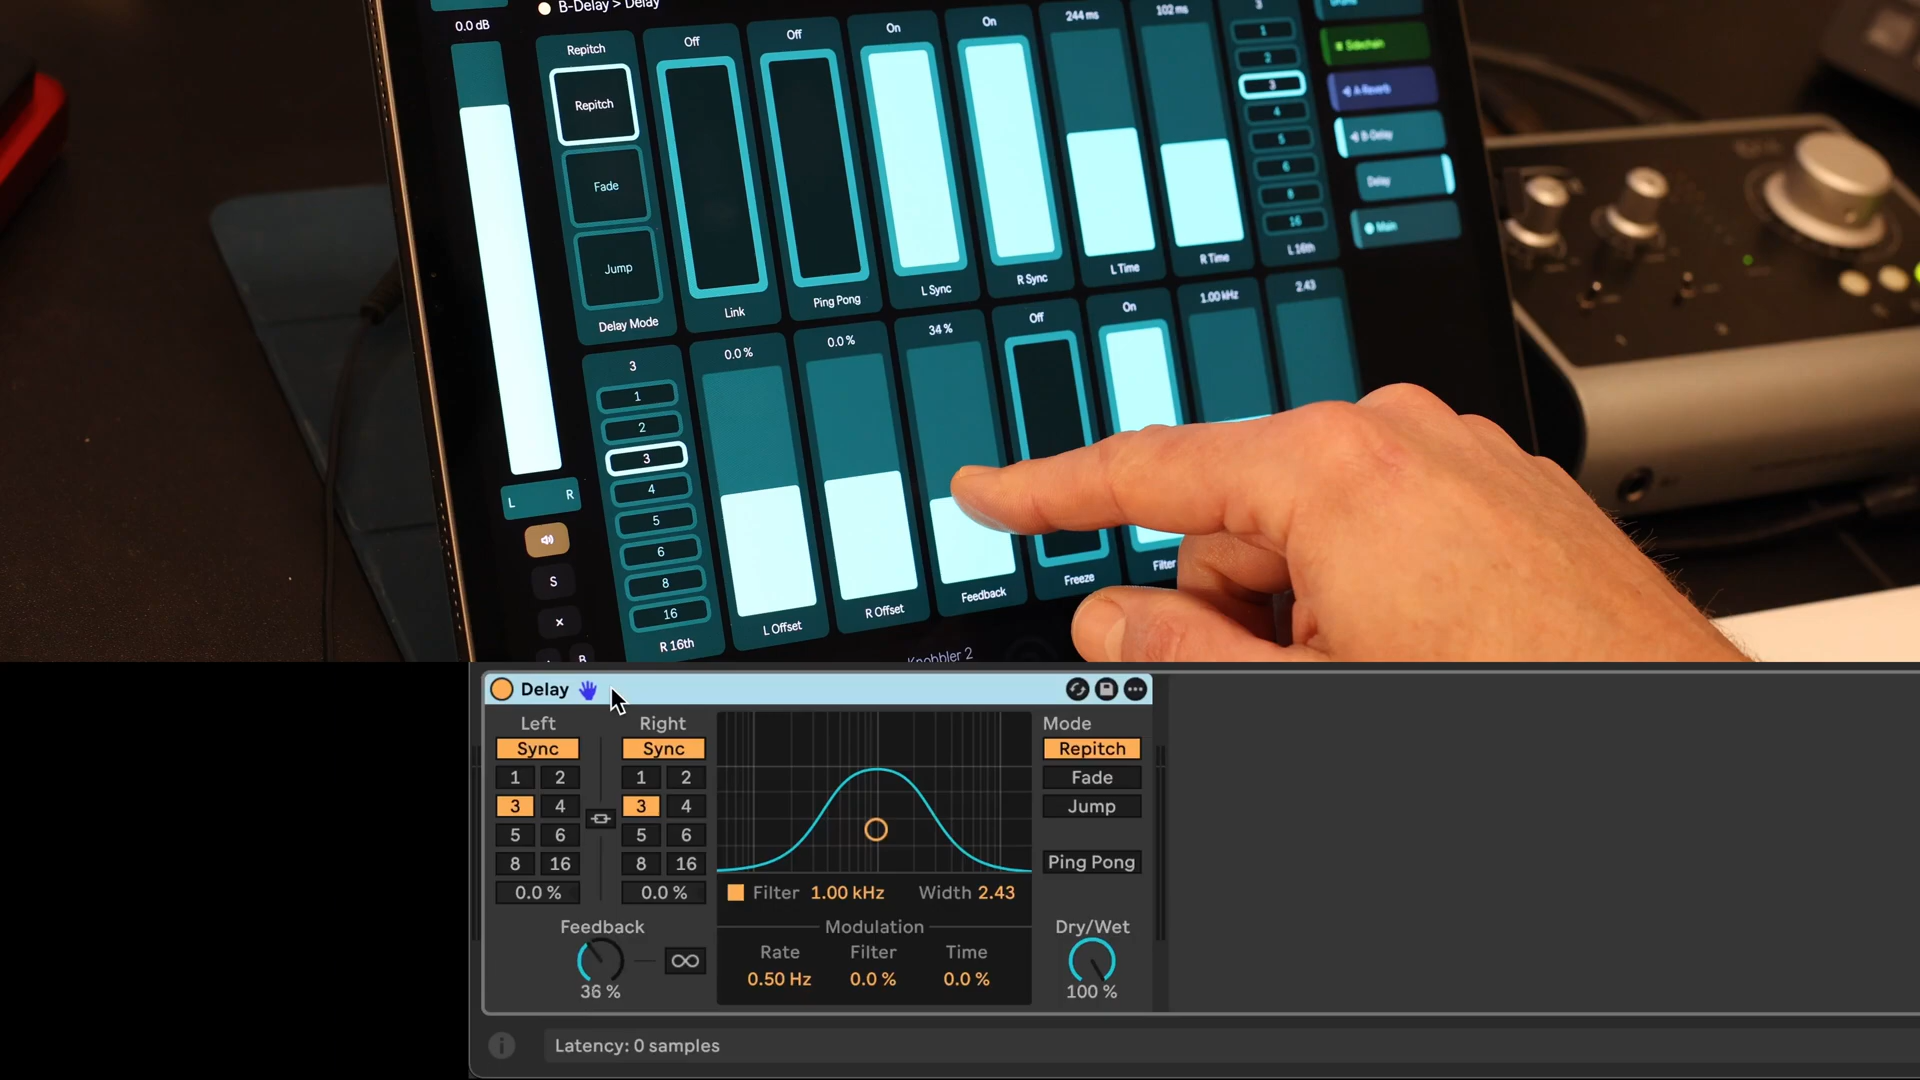 0.0 dB
B-Delay > Delay
Repitch
Off
Off
On
On
244 ms
102 ms
3
Repitch
Fade
Jump
Delay Mode
Link
Ping Pong
L Sync
R Sync
L Time
R Time
1
2
3
4
5
6
8
16
L 16th
Sidechain
A-Reverb
B-Delay
Delay
Main
3
0.0 %
0.0 %
34 %
Off
On
1.00 kHz
2.43
1
2
3
4
5
6
8
16
R 16th
L Offset
R Offset
Feedback
Freeze
Filter
L R
S
x
Knobbler 2
Delay
Left Right Mode
Sync Sync Repitch
1 2 1 2 Fade
3 4 3 4 Jump
5 6 5 6
8 16 8 16 Ping Pong
0.0 % 0.0 % Filter 1.00 kHz Width 2.43
Feedback Modulation Dry/Wet
Rate Filter Time
0.50 Hz 0.0 % 0.0 %
36 % 100 %
Latency: 0 samples